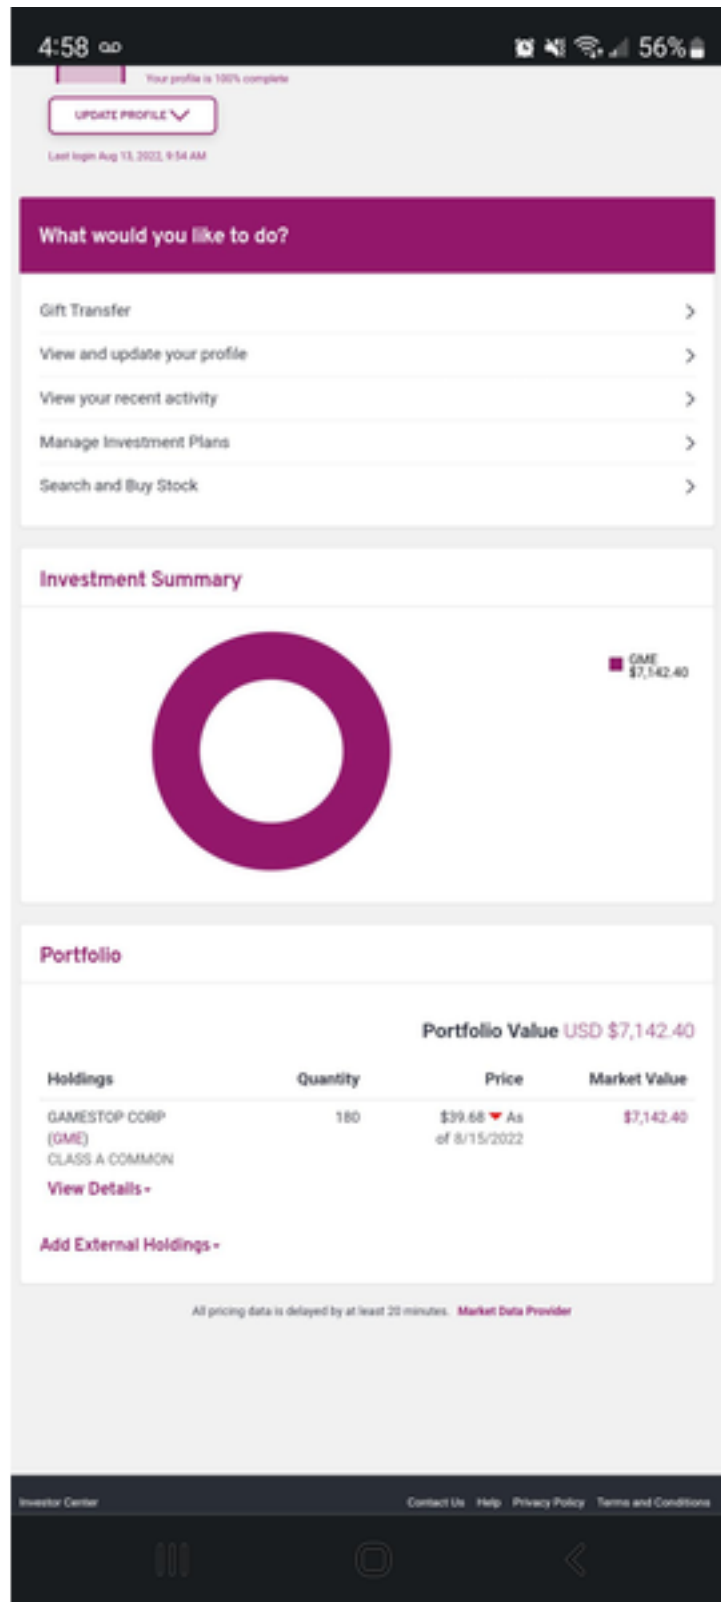 4:58
56%
Your profile is 100% complete
UPDATE PROFILE
Last login Aug 13, 2022, 9:54 AM
What would you like to do?
Gift Transfer
View and update your profile
View your recent activity
Manage Investment Plans
Search and Buy Stock
Investment Summary
GME
$7,142.40
Portfolio
Portfolio Value USD $7,142.40
Holdings Quantity Price Market Value
GAMESTOP CORP 180 $39.68 As $7,142.40
(GME) of 8/15/2022
CLASS A COMMON
View Details
Add External Holdings
All pricing data is delayed by at least 20 minutes. Market Data Provider
Investor Center Contact Us Help Privacy Policy Terms and Conditions